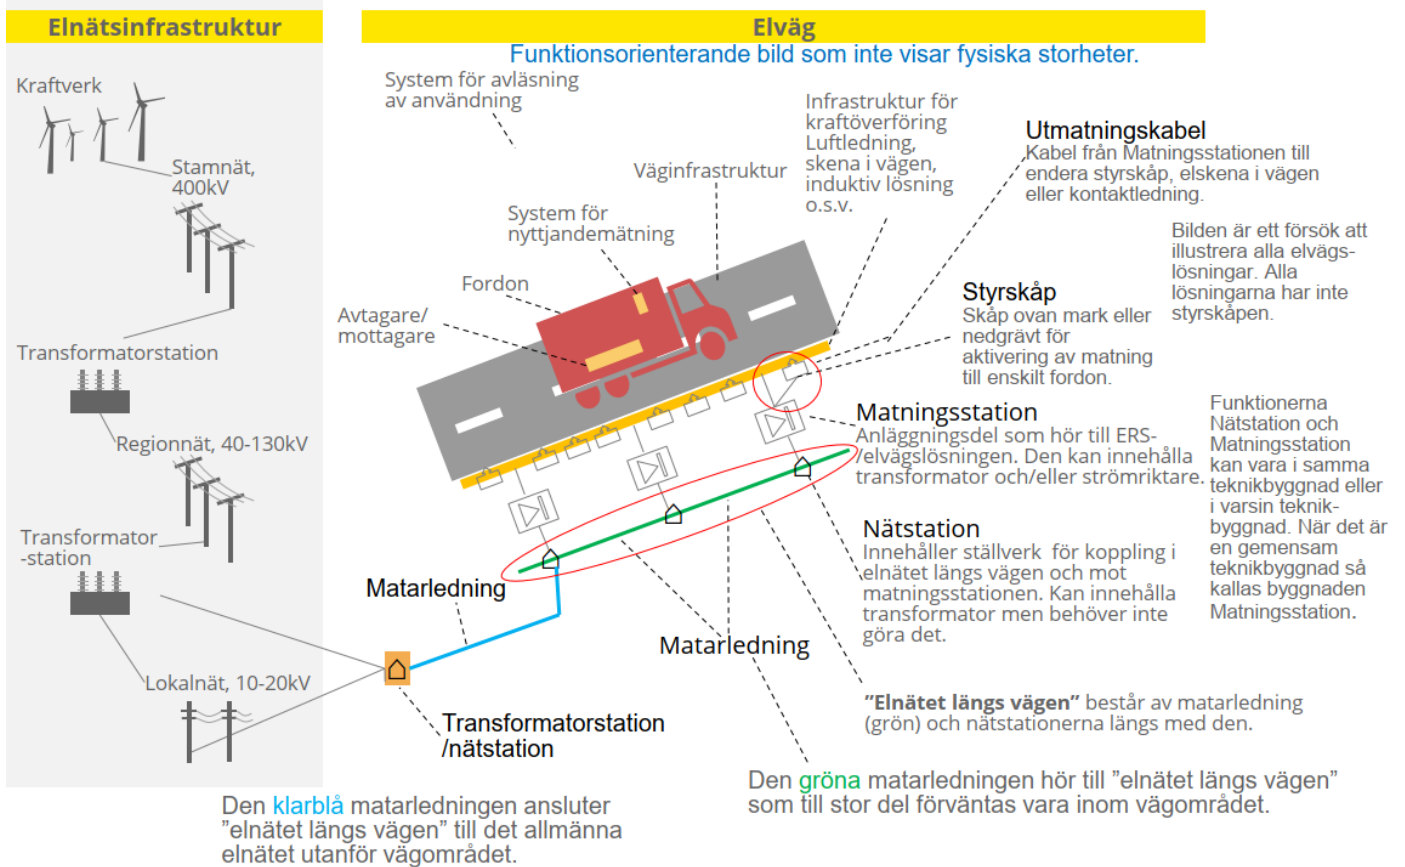 Elnätsinfrastruktur
Elväg
Funktionsorienterande bild som inte visar fysiska storheter.
Kraftverk
Stamnät,
400kV
Transformatorstation
Regionnät, 40-130kV
Transformator
-station
Lokalnät, 10-20kV
System för avläsning
av användning
Väginfrastruktur
System för
nyttjandemätning
Fordon
Avtagare/
mottagare
Infrastruktur för
kraftöverföring
Luftledning,
skena i vägen,
induktiv lösning
o.s.v.
Utmatningskabel
Kabel från Matningsstationen till
endera styrskåp, elskena i vägen
eller kontaktledning.
Bilden är ett försök att
illustrera alla elvägs-
lösningar. Alla
lösningarna har inte
styrskåpen.
Styrskåp
Skåp ovan mark eller
nedgrävt för
aktivering av matning
till enskilt fordon.
Matningsstation
Anläggningsdel som hör till ERS-
/elvägslösningen. Den kan innehålla
transformator och/eller strömriktare.
Funktionerna
Nätstation och
Matningsstation
kan vara i samma
teknikbyggnad eller
i varsin teknik-
byggnad. När det är
en gemensam
teknikbyggnad så
kallas byggnaden
Matningsstation.
Nätstation
Innehåller ställverk för koppling i
elnätet längs vägen och mot
matningsstationen. Kan innehålla
transformator men behöver inte
göra det.
Matarledning
Matarledning
"Elnätet längs vägen" består av matarledning
(grön) och nätstationerna längs med den.
Transformatorstation
/nätstation
Den gröna matarledningen hör till "elnätet längs vägen"
som till stor del förväntas vara inom vägområdet.
Den klarblå matarledningen ansluter
"elnätet längs vägen" till det allmänna
elnätet utanför vägområdet.